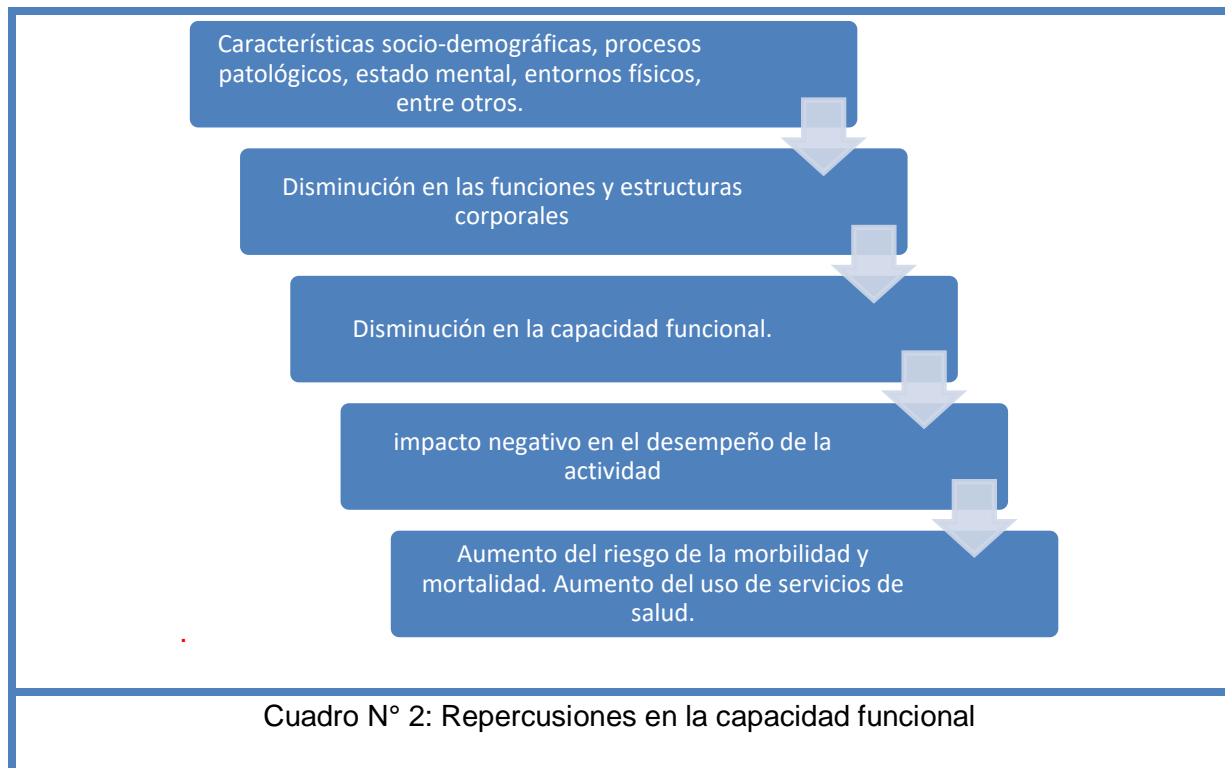 Características socio-demográficas, procesos
patológicos, estado mental, entornos físicos,
entre otros.
Disminución en las funciones y estructuras
corporales
Disminución en la capacidad funcional.
impacto negativo en el desempeño de la
actividad
Aumento del riesgo de la morbilidad y
mortalidad. Aumento del uso de servicios de
salud.
.
Cuadro N° 2: Repercusiones en la capacidad funcional